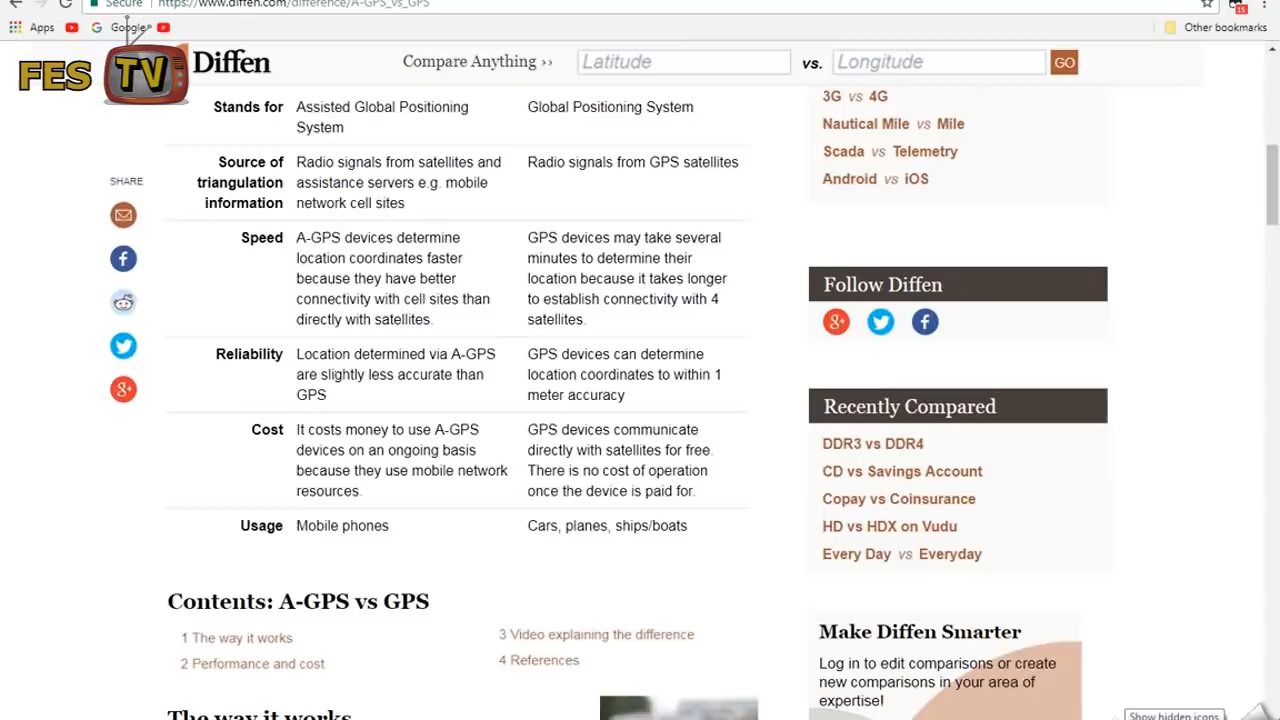 Secure
https://www.diffen.com/difference/A-GPS_vs_GPS
15
Apps
Google
Other bookmarks
FES TV
Diffen
Compare Anything ››
Latitude
vs.
Longitude
GO
Stands for
Assisted Global Positioning
System
Global Positioning System
Source of
triangulation
information
Radio signals from satellites and
assistance servers e.g. mobile
network cell sites
Radio signals from GPS satellites
Speed
A-GPS devices determine
location coordinates faster
because they have better
connectivity with cell sites than
directly with satellites.
GPS devices may take several
minutes to determine their
location because it takes longer
to establish connectivity with 4
satellites.
Reliability
Location determined via A-GPS
are slightly less accurate than
GPS
GPS devices can determine
location coordinates to within 1
meter accuracy
Cost
It costs money to use A-GPS
devices on an ongoing basis
because they use mobile network
resources.
GPS devices communicate
directly with satellites for free.
There is no cost of operation
once the device is paid for.
Usage
Mobile phones
Cars, planes, ships/boats
SHARE
Contents: A-GPS vs GPS
1 The way it works
2 Performance and cost
3 Video explaining the difference
4 References
The way it works
3G vs 4G
Nautical Mile vs Mile
Scada vs Telemetry
Android vs iOS
Follow Diffen
Recently Compared
DDR3 vs DDR4
CD vs Savings Account
Copay vs Coinsurance
HD vs HDX on Vudu
Every Day vs Everyday
Make Diffen Smarter
Log in to edit comparisons or create
new comparisons in your area of
expertise!
Show hidden icons